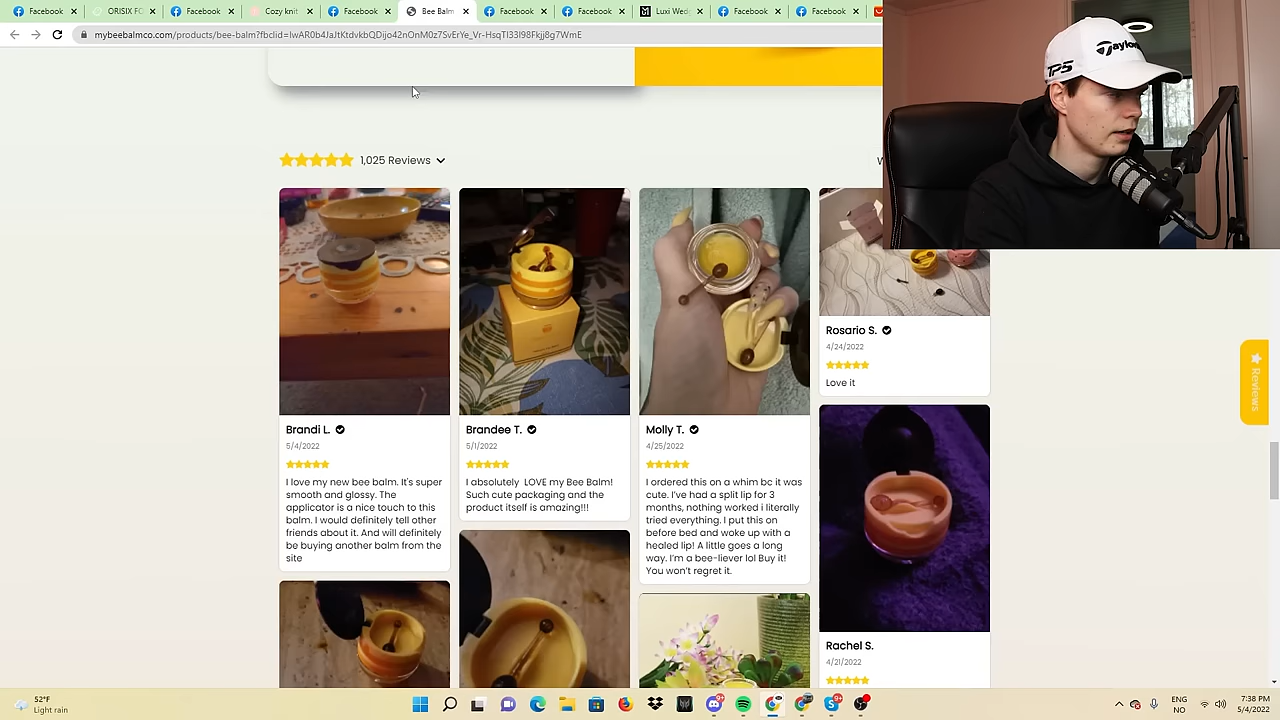 Facebook
ORISIX FO
Facebook
Cozy knit
Facebook
Bee Balm
Facebook
Facebook
Luxi Wed
Facebook
Facebook
mybeebalmco.com/products/bee-balm?fbclid=
1,025 Reviews
W
Taylor
TP5
Brandi L.
5/4/2022
I love my new bee balm. It's super
smooth and glossy. The
applicator is a nice touch to this
balm. I would definitely tell other
friends about it. And will definitely
be buying another balm from the
site
Brandee T.
5/1/2022
I absolutely LOVE my Bee Balm!
Such cute packaging and the
product itself is amazing!!!
Molly T.
4/25/2022
I ordered this on a whim bc it was
cute. I've had a split lip for 3
months, nothing worked i literally
tried everything. I put this on
before bed and woke up with a
healed lip! A little goes a long
way. I'm a bee-liever lol Buy it!
You won't regret it.
Rosario S.
4/24/2022
Love it
Rachel S.
4/21/2022
Reviews
52°F
Light rain
ENG
NO
7:38 PM
5/4/2022